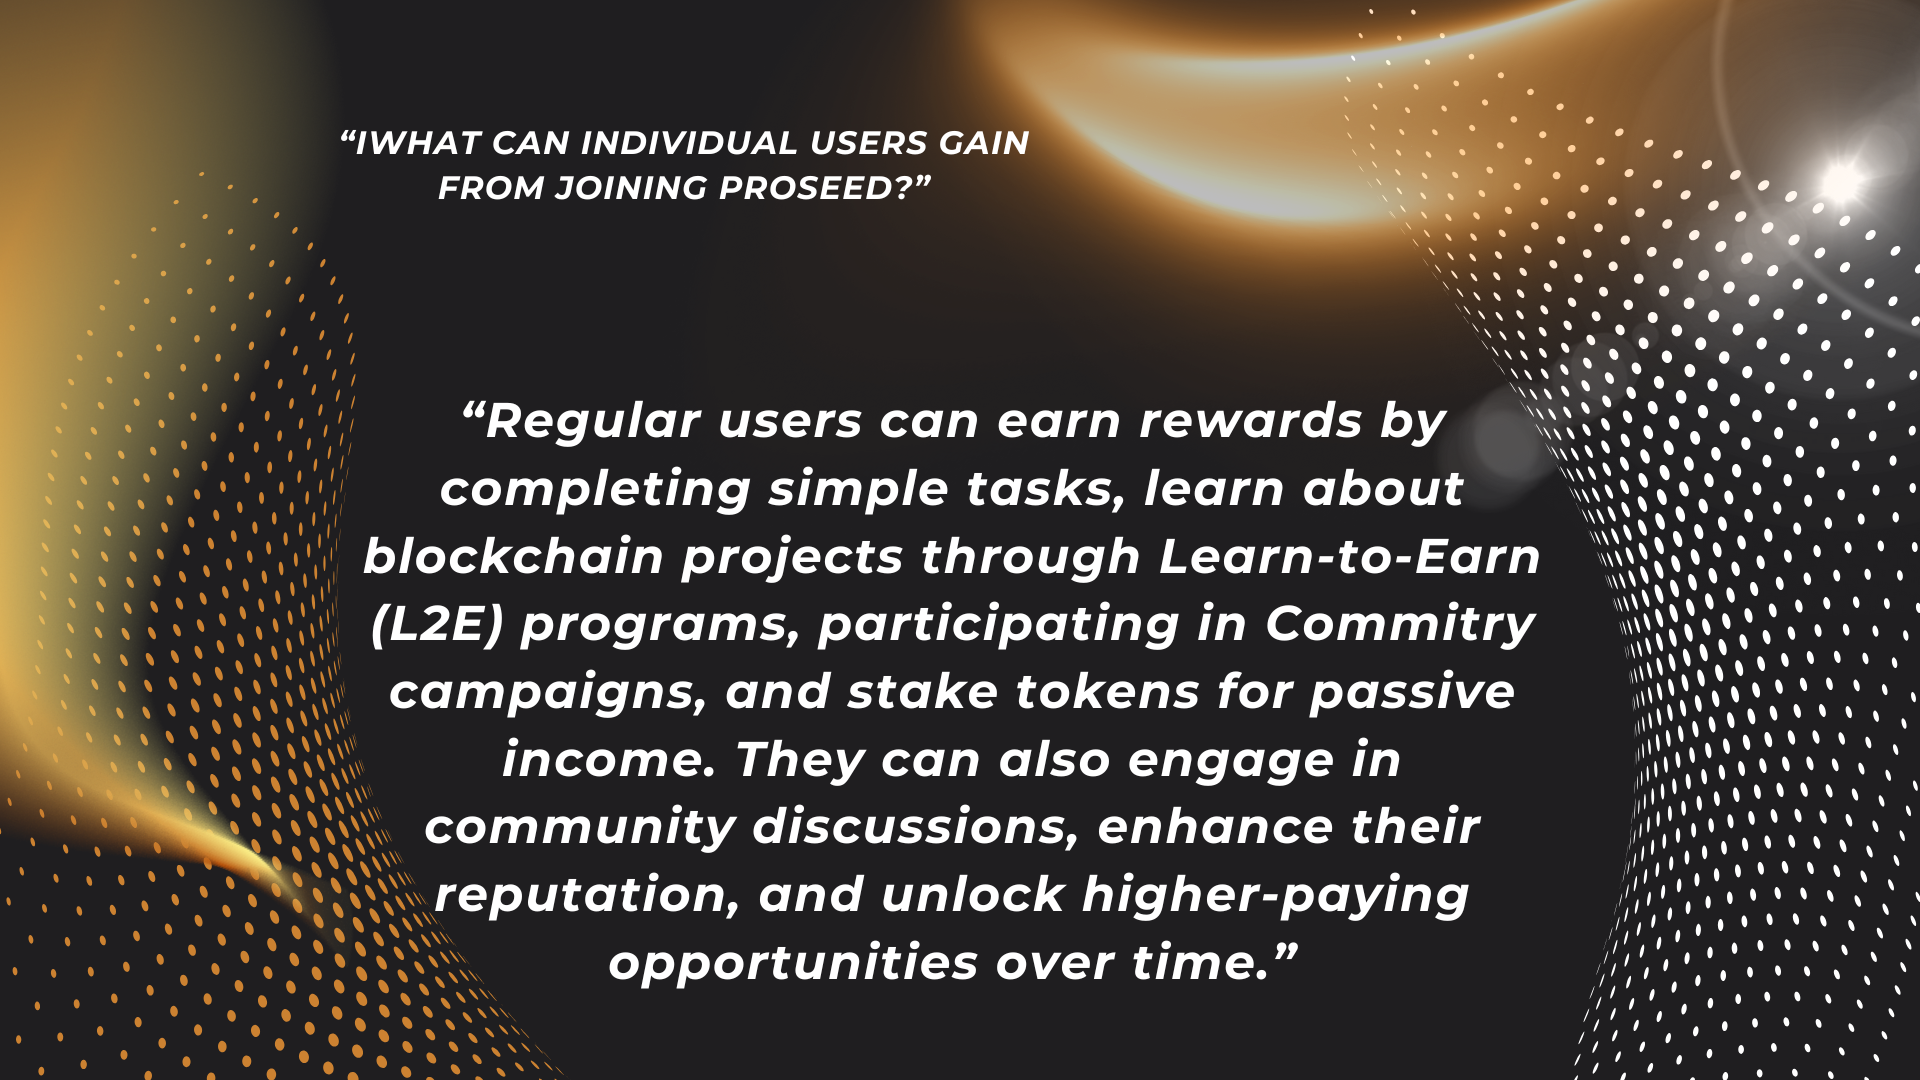 “IWHAT CAN INDIVIDUAL USERS GAIN
FROM JOINING PROSEED?”
“Regular users can earn rewards by
completing simple tasks, learn about
blockchain projects through Learn-to-Earn
(L2E) programs, participating in Commitry
campaigns, and stake tokens for passive
income. They can also engage in
community discussions, enhance their
reputation, and unlock higher-paying
opportunities over time.”